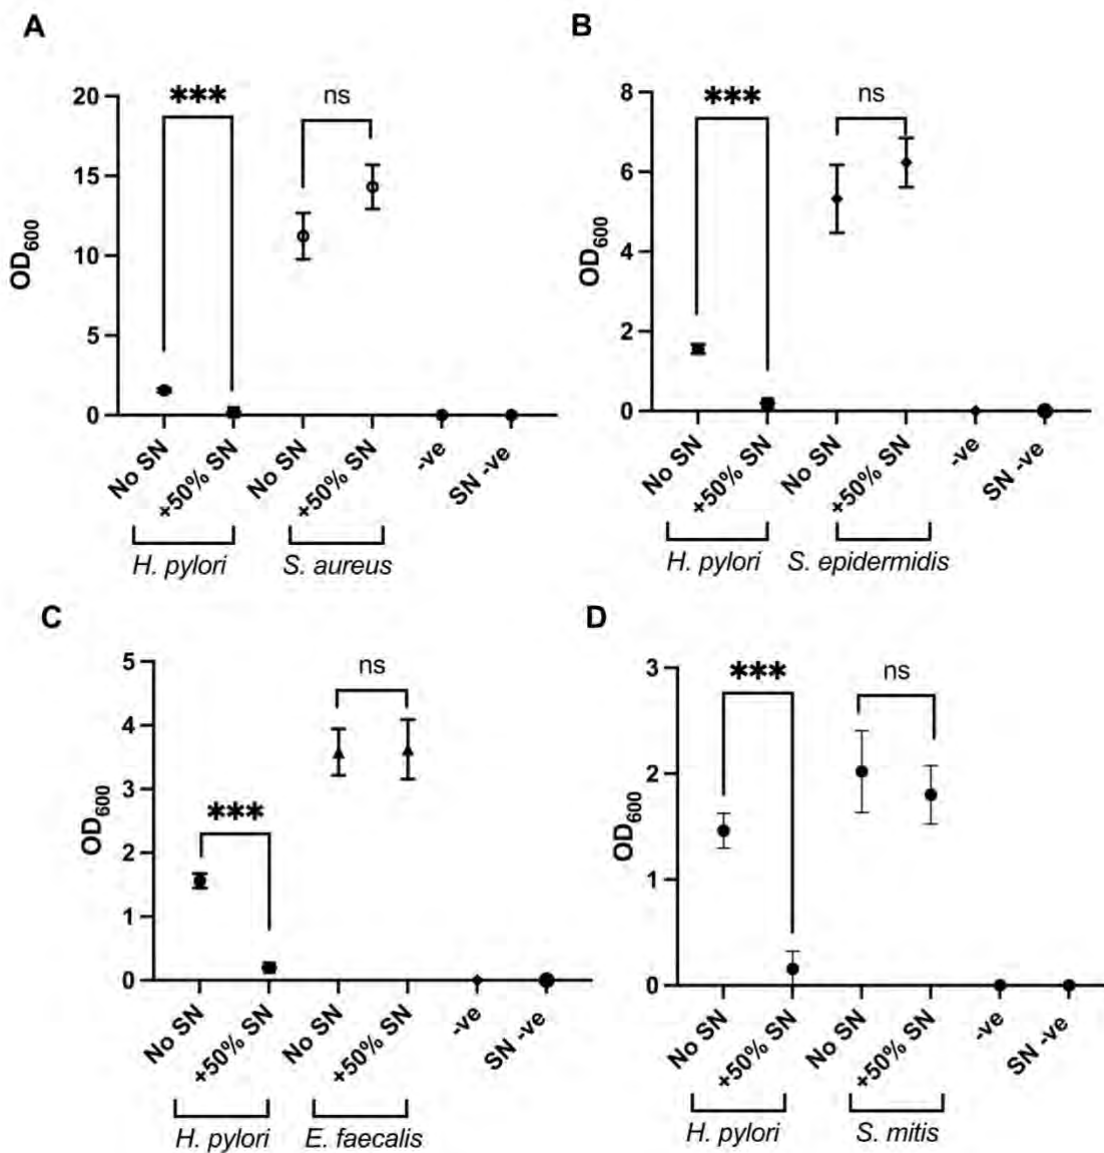 A
20
15
10
5
0
OD600
***
ns
No SN
+50% SN
No SN
+50% SN
-ve
SN -ve
H. pylori
S. aureus
B
8
6
4
2
0
OD600
***
ns
No SN
+50% SN
No SN
+50% SN
-ve
SN -ve
H. pylori
S. epidermidis
C
5
4
3
2
1
0
OD600
***
ns
No SN
+50% SN
No SN
+50% SN
-ve
SN -ve
H. pylori
E. faecalis
D
3
2
1
0
OD600
***
ns
No SN
+50% SN
No SN
+50% SN
-ve
SN -ve
H. pylori
S. mitis